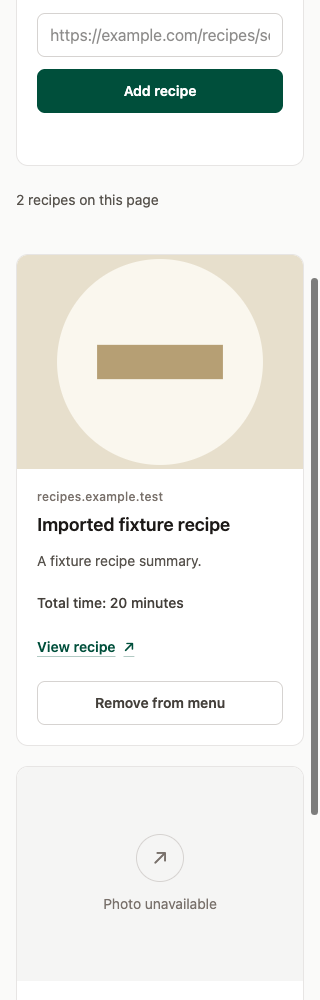 https://example.com/recipes/s
Add recipe
2 recipes on this page
recipes.example.test
Imported fixture recipe
A fixture recipe summary.
Total time: 20 minutes
View recipe ↗
Remove from menu
Photo unavailable